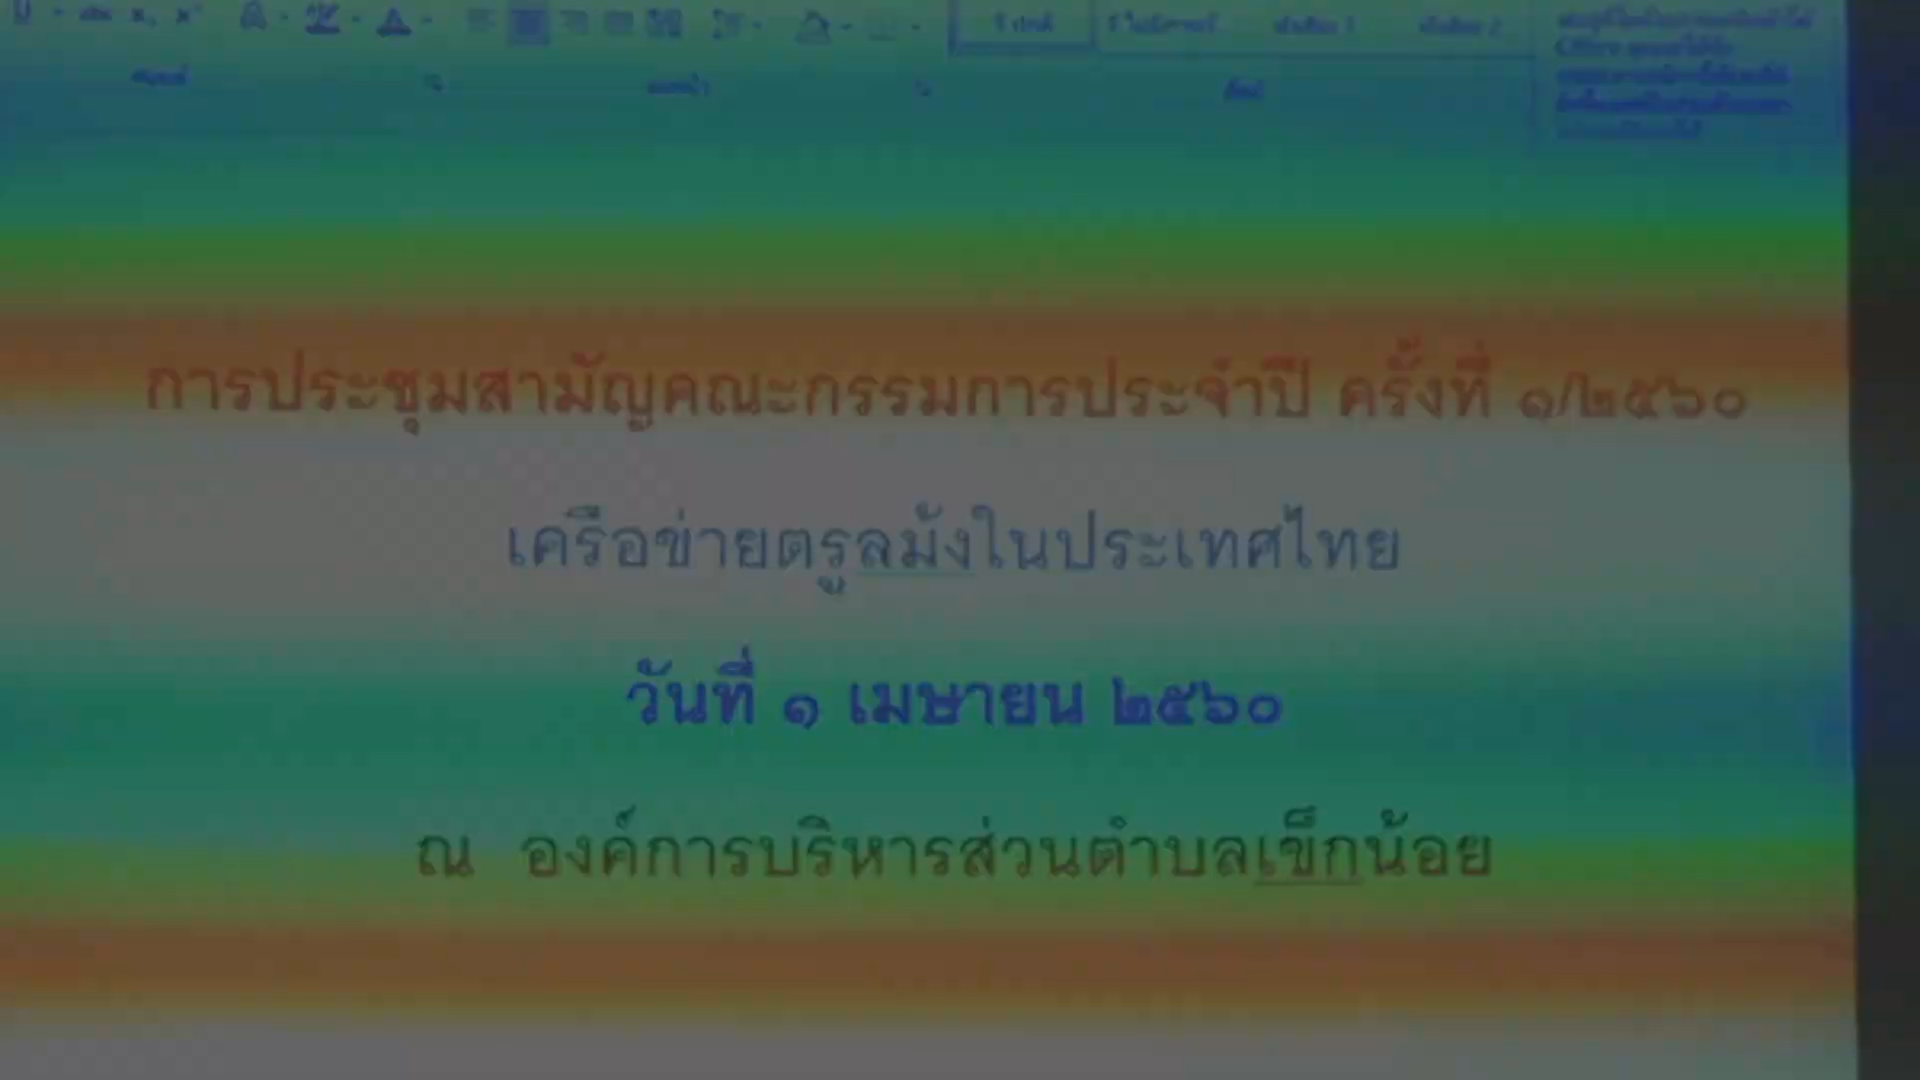 ปกติ
การประชุมสามัญคณะกรรมการประจำปี ครั้งที่ ๑/๒๕๖๐
เครือข่ายตรูลมั้งในประเทศไทย
วันที่ ๑ เมษายน ๒๕๖๐
ณ องค์การบริหารส่วนตำบลเข็กน้อย